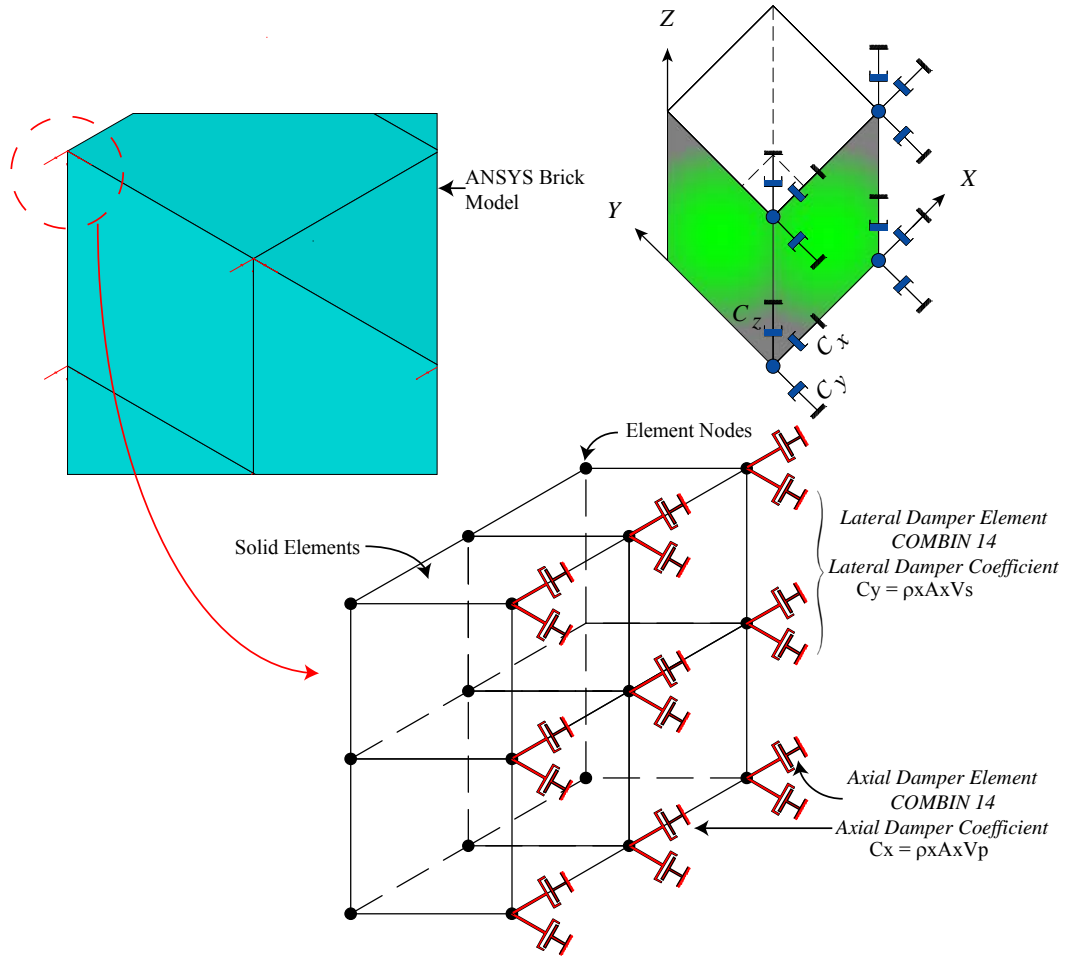 Z
ANSYS Brick
Model
X
Y
C z
C x
C y
Element Nodes
Solid Elements
Lateral Damper Element
COMBIN 14
Lateral Damper Coefficient
Cy = ρxAxVs
Axial Damper Element
COMBIN 14
Axial Damper Coefficient
Cx = ρxAxVp